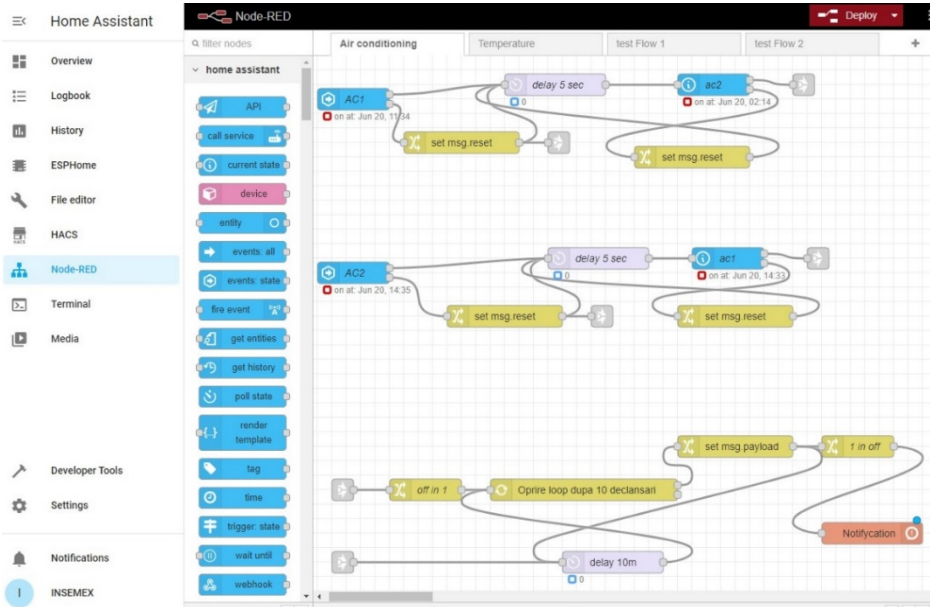 Home Assistant
Overview
Logbook
History
ESPHome
File editor
HACS
HACS
Node-RED
Terminal
Media
Developer Tools
Settings
Notifications
I
INSEMEX
Node-RED
Deploy
filter nodes
home assistant
API
call service
current state
device
entity
events: all
events: state
fire event
get entities
get history
poll state
render
template
tag
time
trigger: state
wait until
webhook
Air conditioning
Temperature
test Flow 1
test Flow 2
AC1
on at: Jun 20, 11:34
delay 5 sec
0
ac2
on at: Jun 20, 02:14
set msg.reset
set msg.reset
AC2
on at: Jun 20, 14:35
delay 5 sec
0
ac1
on at: Jun 20, 14:33
set msg.reset
set msg.reset
set msg.payload
1 in off
off in 1
Oprire loop dupa 10 declansari
Notifycation
delay 10m
0